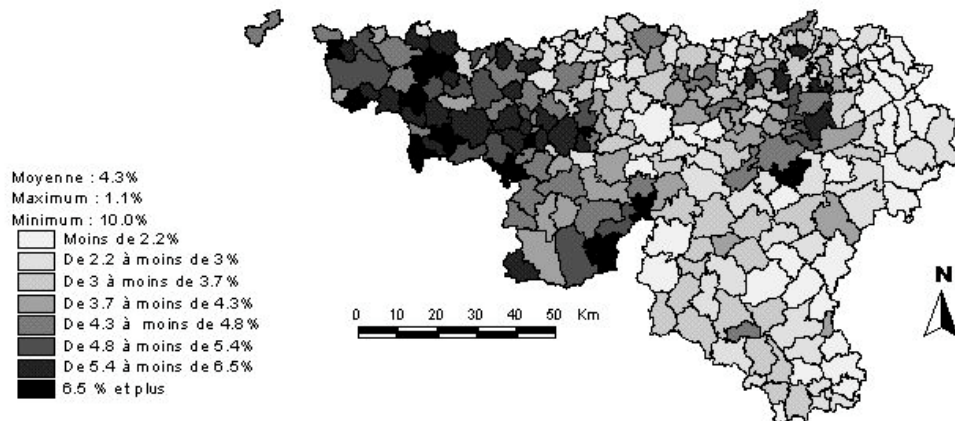 Moyenne : 4.3%
Maximum : 1.1%
Minimum : 10.0%
Moins de 2.2%
De 2.2 à moins de 3%
De 3 à moins de 3.7%
De 3.7 à moins de 4.3%
De 4.3 à moins de 4.8%
De 4.8 à moins de 5.4%
De 5.4 à moins de 6.5%
6.5 % et plus
0 10 20 30 40 50 Km
N